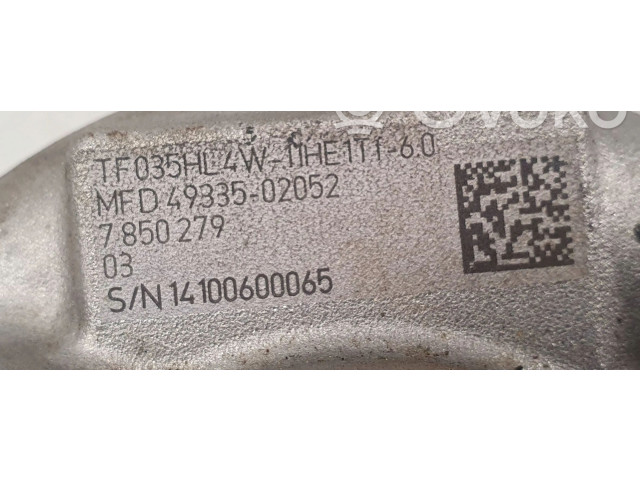 TF035HL4W-11HE1T1-6.0
MFD 49335-02052
7 850 279
03
S/N 14100600065